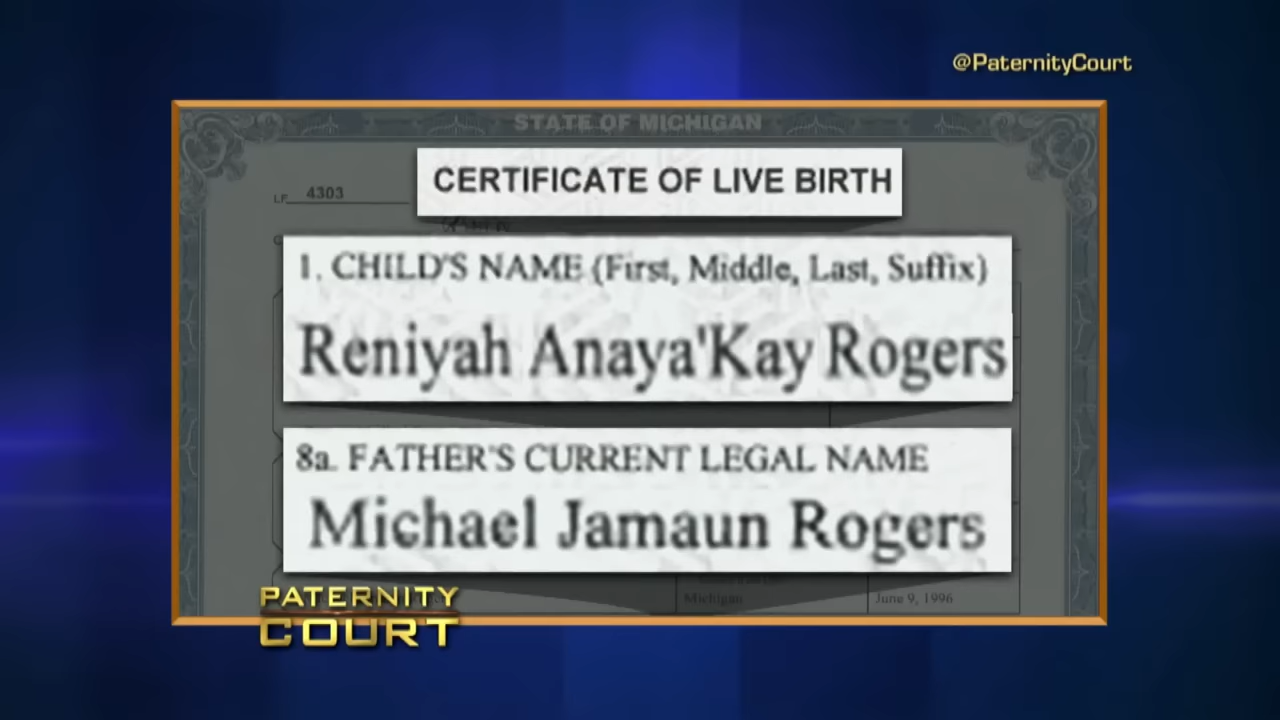 @PaternityCourt
STATE OF MICHIGAN
CERTIFICATE OF LIVE BIRTH
LF 4303
1. CHILD'S NAME (First, Middle, Last, Suffix)
Reniyah Anaya'Kay Rogers
8a. FATHER'S CURRENT LEGAL NAME
Michael Jamaun Rogers
Michigan
June 9, 1996
PATERNITY
COURT